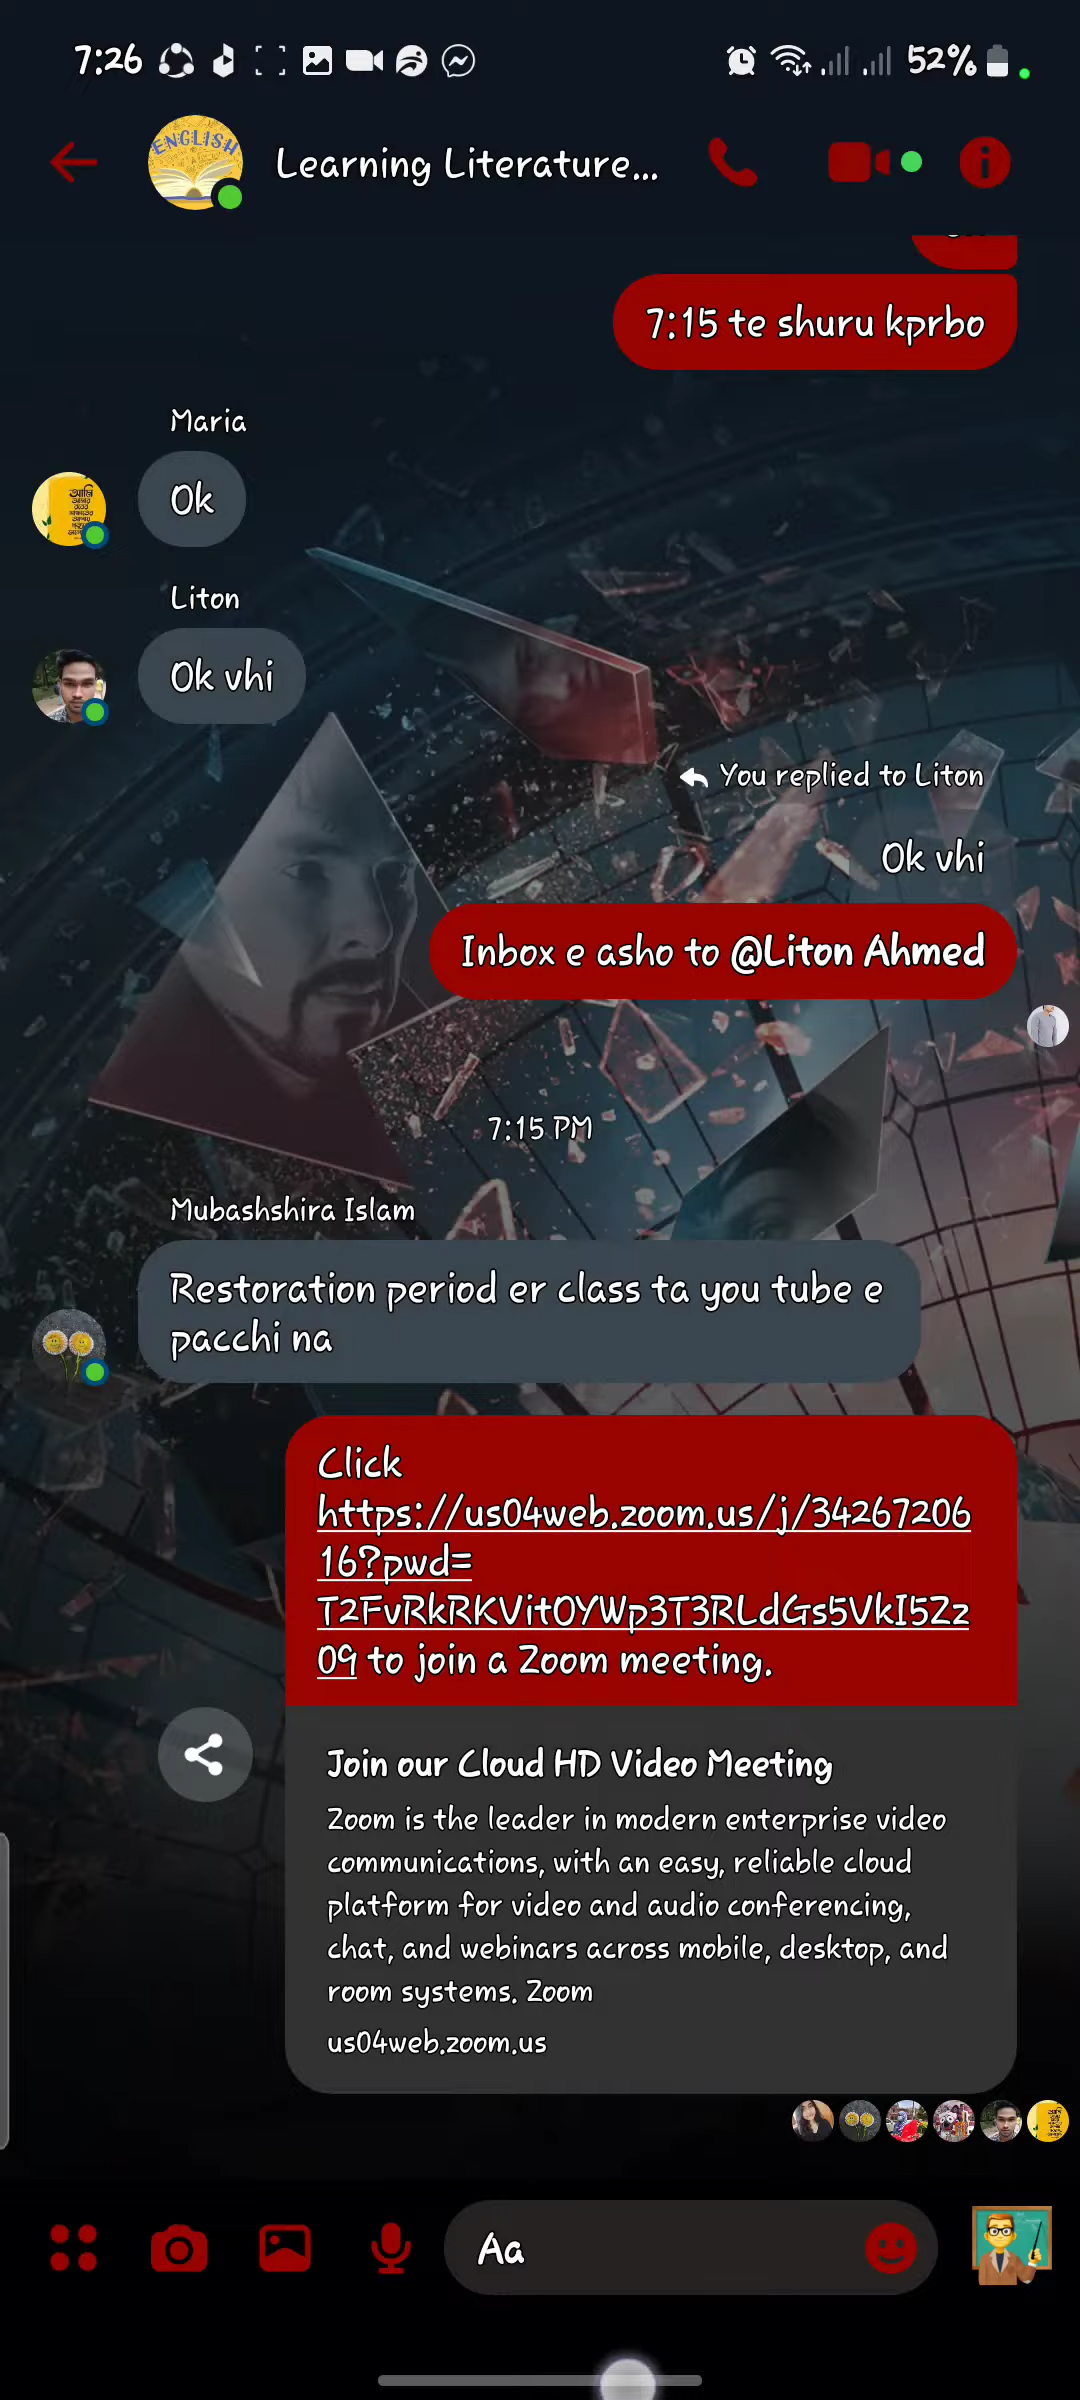 7:26
52%
ENGLISH
Learning Literature...
7:15 te shuru kprbo
Maria
Ok
আমি
Liton
Ok vhi
You replied to Liton
Ok vhi
Inbox e asho to @Liton Ahmed
7:15 PM
Mubashshira Islam
Restoration period er class ta you tube e
pacchi na
Click
https://us04web.zoom.us/j/34267206
16?pwd=
T2FvRkRKVitOYWp3T3RLdGs5VkI5Zz
09 to join a Zoom meeting.
Join our Cloud HD Video Meeting
Zoom is the leader in modern enterprise video
communications, with an easy, reliable cloud
platform for video and audio conferencing,
chat, and webinars across mobile, desktop, and
room systems. Zoom
us04web.zoom.us
Aa